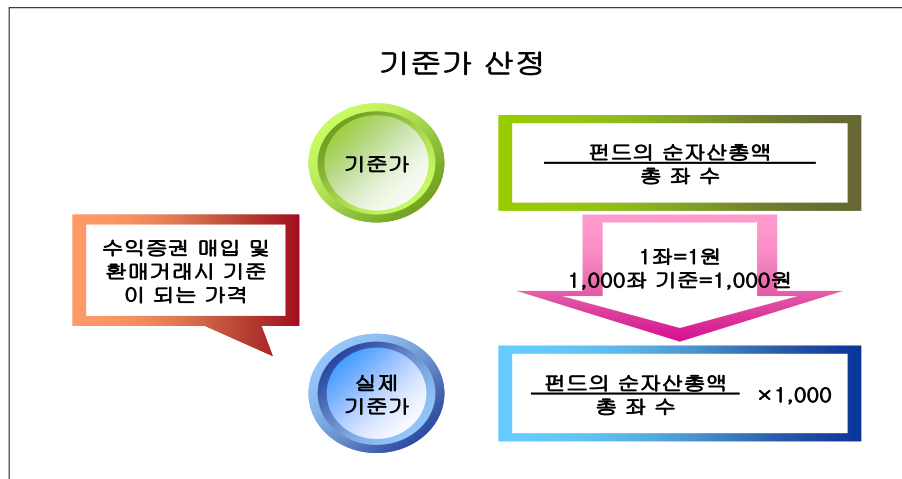 기준가 산정
기준가
펀드의 순자산총액
총 좌 수
수익증권 매입 및
환매거래시 기준
이 되는 가격
1좌=1원
1,000좌 기준=1,000원
실제
기준가
펀드의 순자산총액
총 좌 수
×1,000